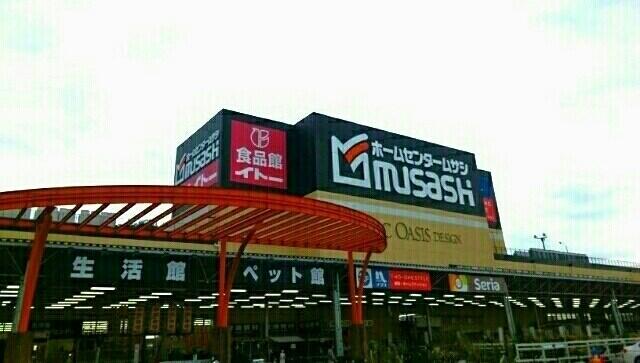 musashi
食品館
イトー
ホームセンタームサシ
musashi
OASIS DESIGN
生活館
ペット館
Seria